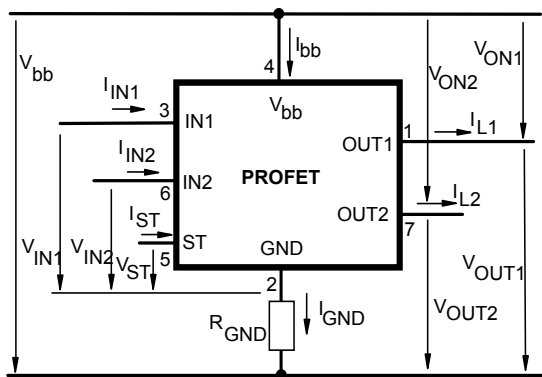 V_bb
I_bb
V_ON1
V_ON2
I_IN1
4
V_bb
3
IN1
1
I_L1
OUT1
I_IN2
IN2
PROFET
6
I_L2
I_ST
OUT2
V_IN1
V_IN2
ST
GND
7
V_ST
5
2
V_OUT1
R_GND
I_GND
V_OUT2